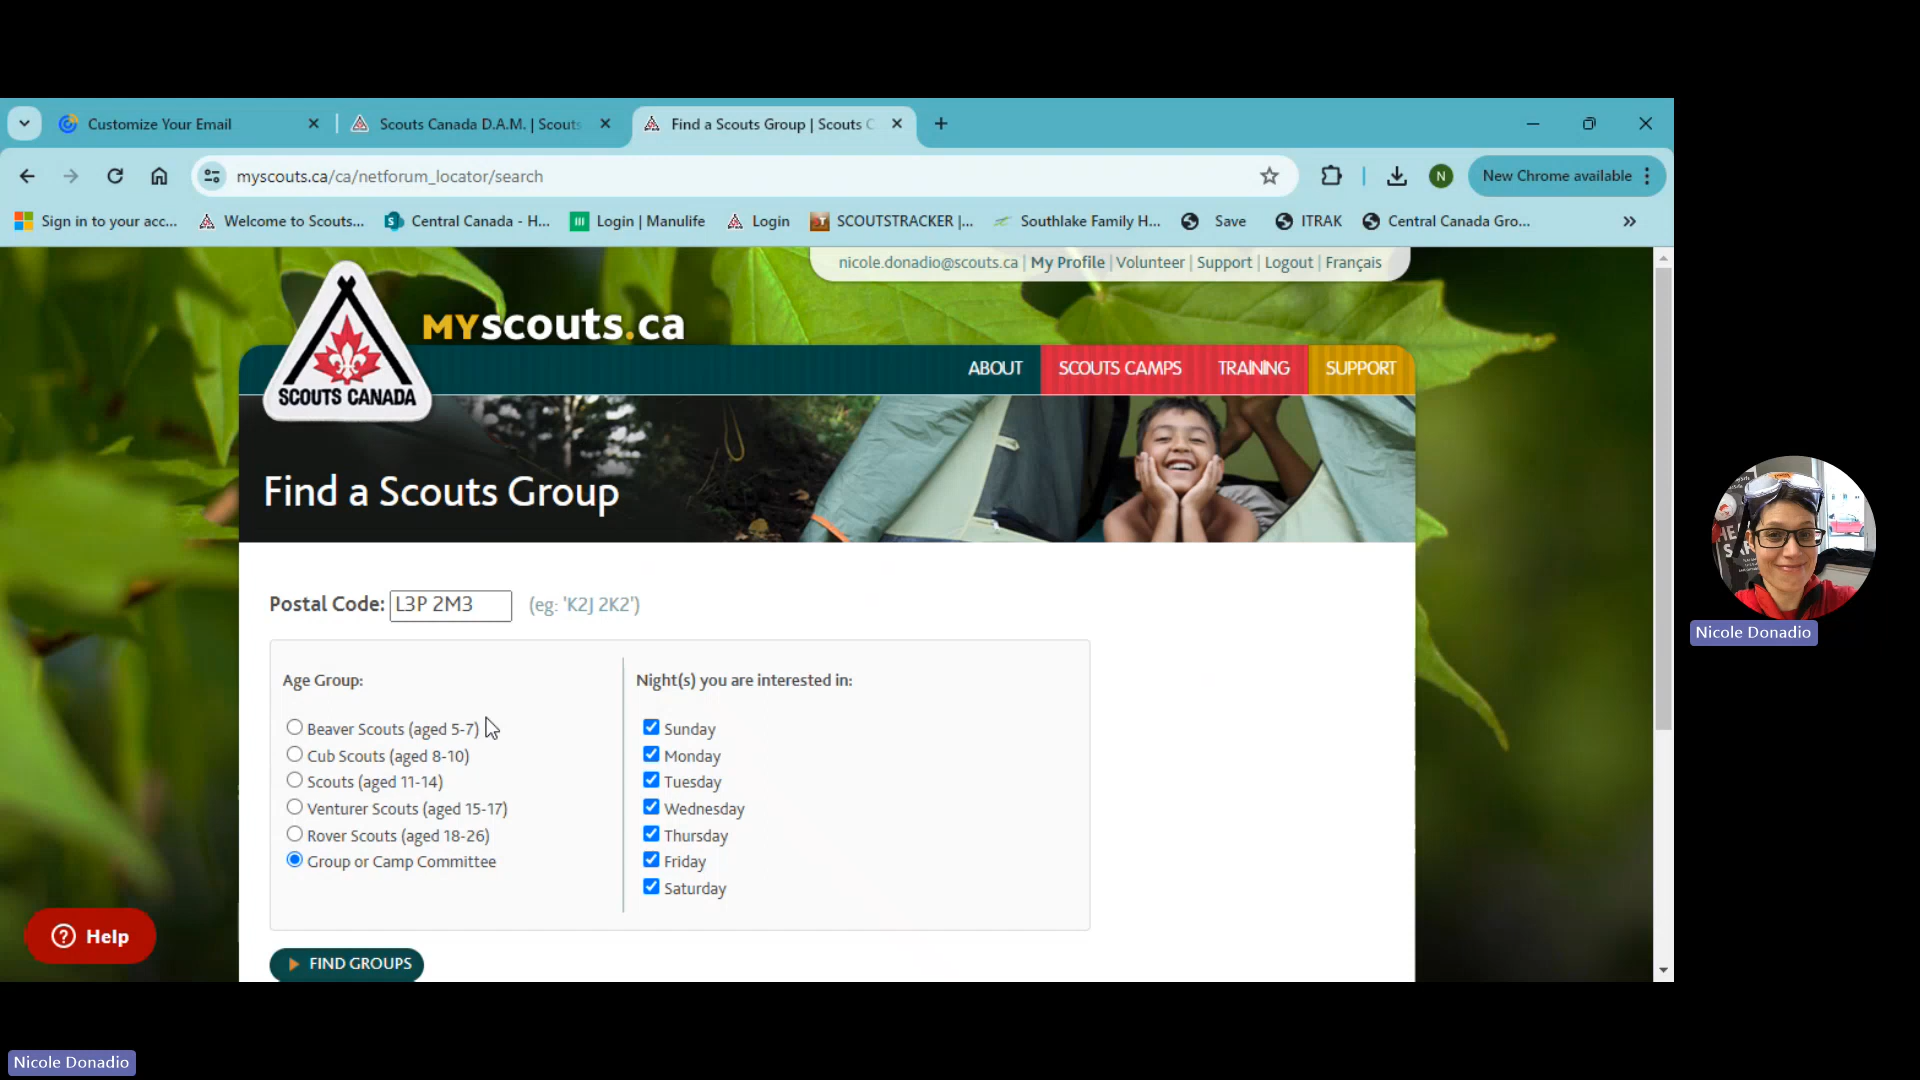 Customize Your Email
Scouts Canada D.A.M. | Scouts
Find a Scouts Group | Scouts C
myscouts.ca/ca/netforum_locator/search
N
New Chrome available
Sign in to your acc...
Welcome to Scouts...
Central Canada - H...
Login | Manulife
Login
SCOUTSTRACKER |...
Southlake Family H...
Save
ITRAK
Central Canada Gro...
nicole.donadio@scouts.ca | My Profile | Volunteer | Support | Logout | Français
MYscouts.ca
SCOUTS CANADA
ABOUT
SCOUTS CAMPS
TRAINING
SUPPORT
Find a Scouts Group
Postal Code: L3P 2M3 (eg: 'K2J 2K2')
Age Group:
Beaver Scouts (aged 5-7)
Cub Scouts (aged 8-10)
Scouts (aged 11-14)
Venturer Scouts (aged 15-17)
Rover Scouts (aged 18-26)
Group or Camp Committee
Night(s) you are interested in:
Sunday
Monday
Tuesday
Wednesday
Thursday
Friday
Saturday
FIND GROUPS
Help
Nicole Donadio
Nicole Donadio